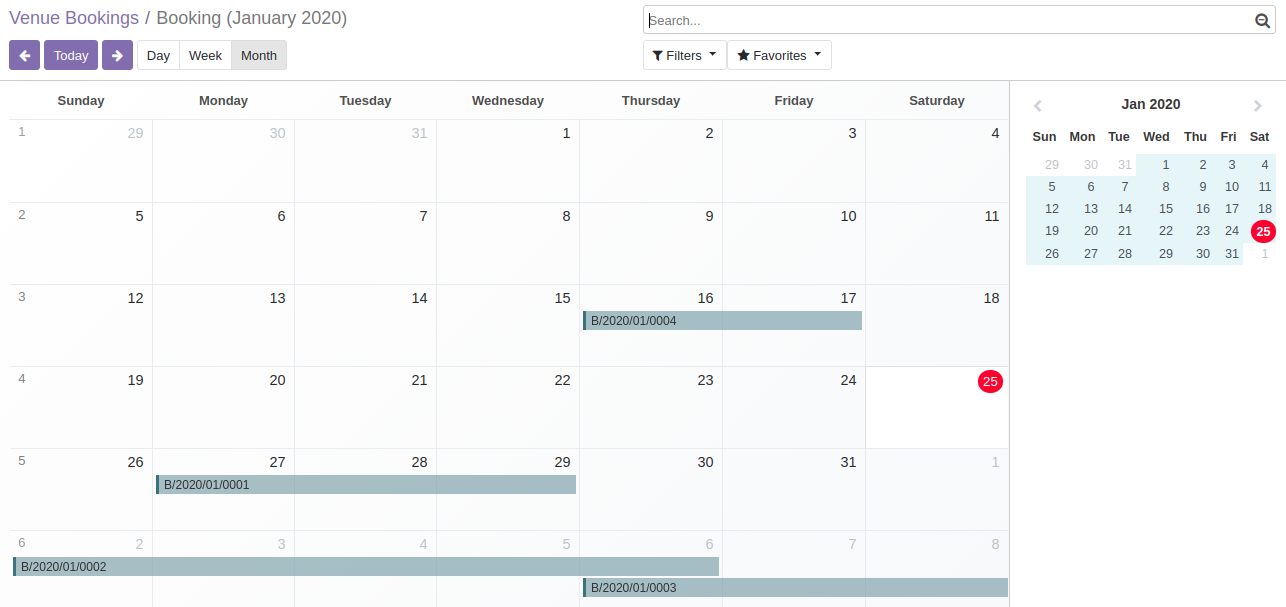 Venue Bookings / Booking (January 2020)
Search...
Today Day Week Month
Filters Favorites
Sunday Monday Tuesday Wednesday Thursday Friday Saturday
1 29 30 31 1 2 3 4
2 5 6 7 8 9 10 11
3 12 13 14 15 16 17 18
B/2020/01/0004
4 19 20 21 22 23 24 25
5 26 27 28 29 30 31 1
B/2020/01/0001
6 2 3 4 5 6 7 8
B/2020/01/0002
B/2020/01/0003
Jan 2020
Sun Mon Tue Wed Thu Fri Sat
29 30 31 1 2 3 4
5 6 7 8 9 10 11
12 13 14 15 16 17 18
19 20 21 22 23 24 25
26 27 28 29 30 31 1